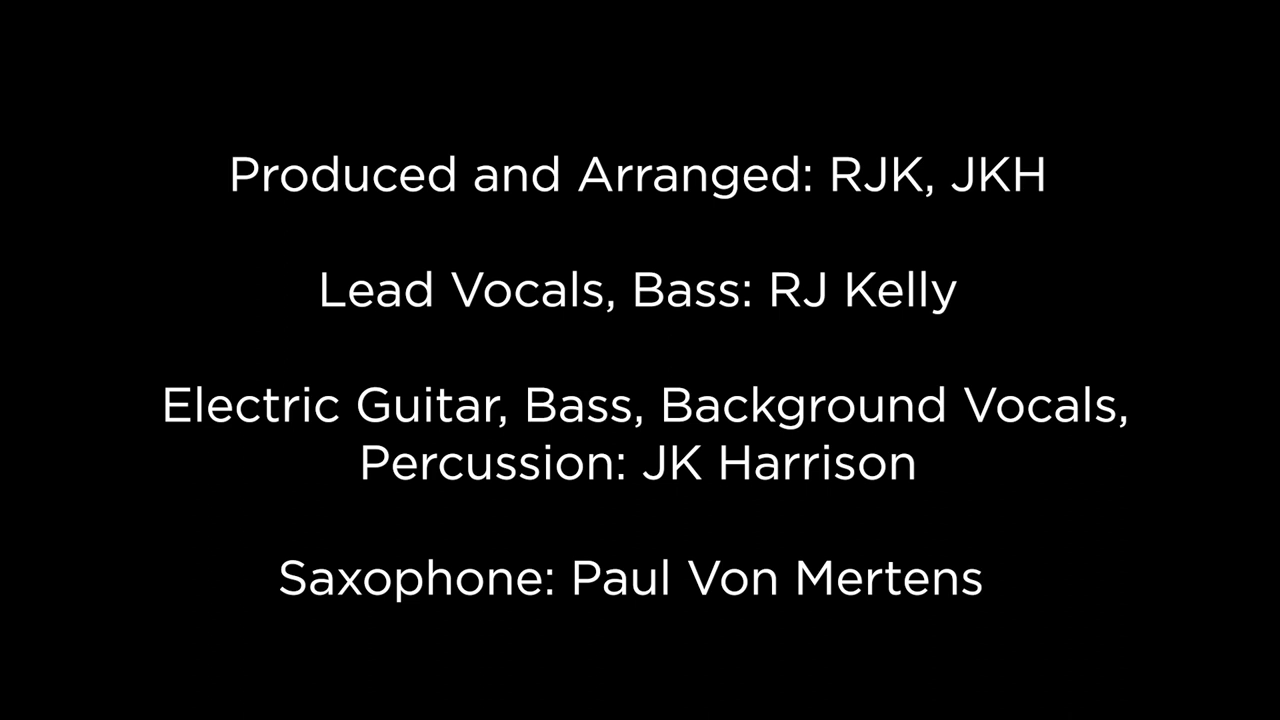 Produced and Arranged: RJK, JKH
Lead Vocals, Bass: RJ Kelly
Electric Guitar, Bass, Background Vocals,
Percussion: JK Harrison
Saxophone: Paul Von Mertens